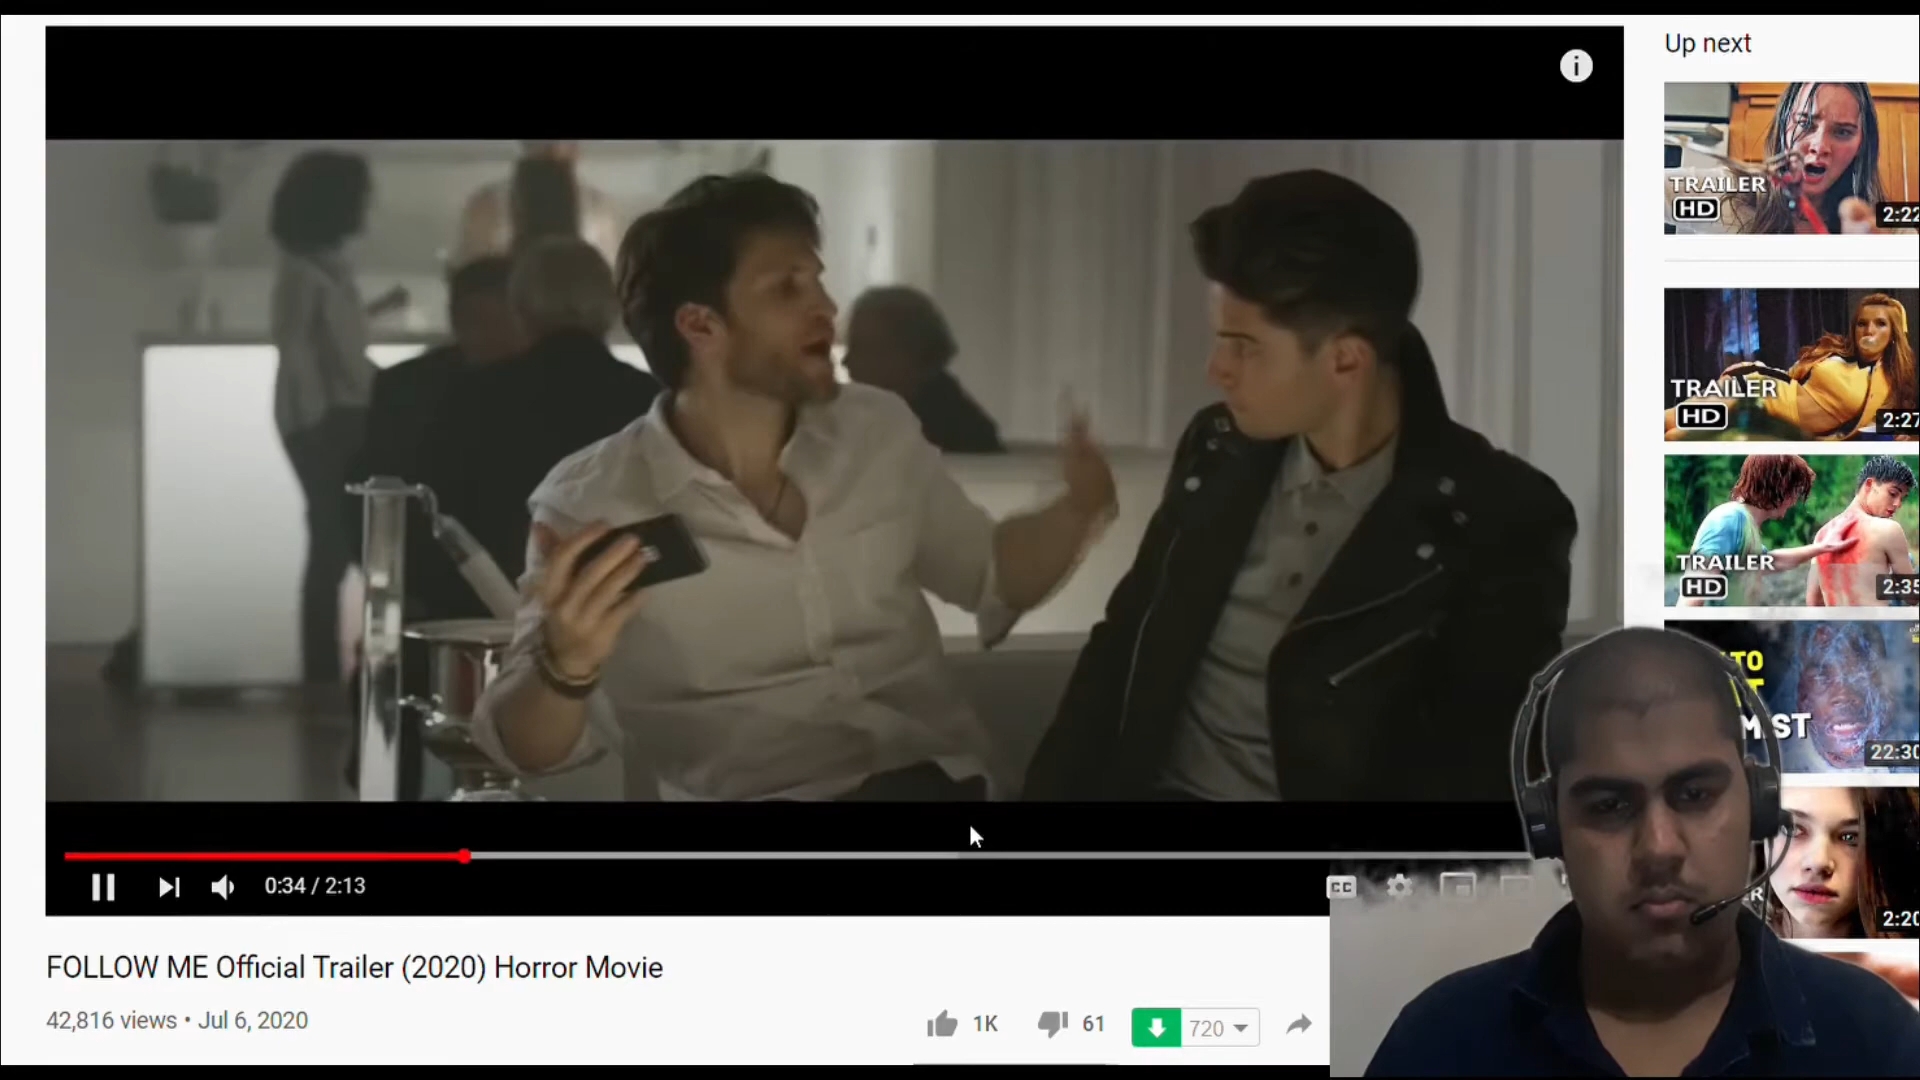 Up next
TRAILER
HD
2:22
TRAILER
HD
2:27
TRAILER
HD
2:35
TO
22:30
2:20
0:34 / 2:13
CC
FOLLOW ME Official Trailer (2020) Horror Movie
42,816 views • Jul 6, 2020
1K
61
720